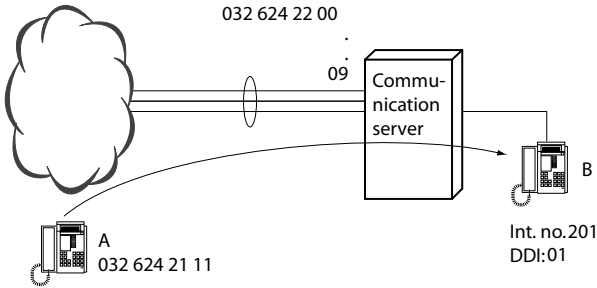 032 624 22 00
.
.
09
Commu-
nication
server
B
Int. no.201
DDI:01
A
032 624 21 11